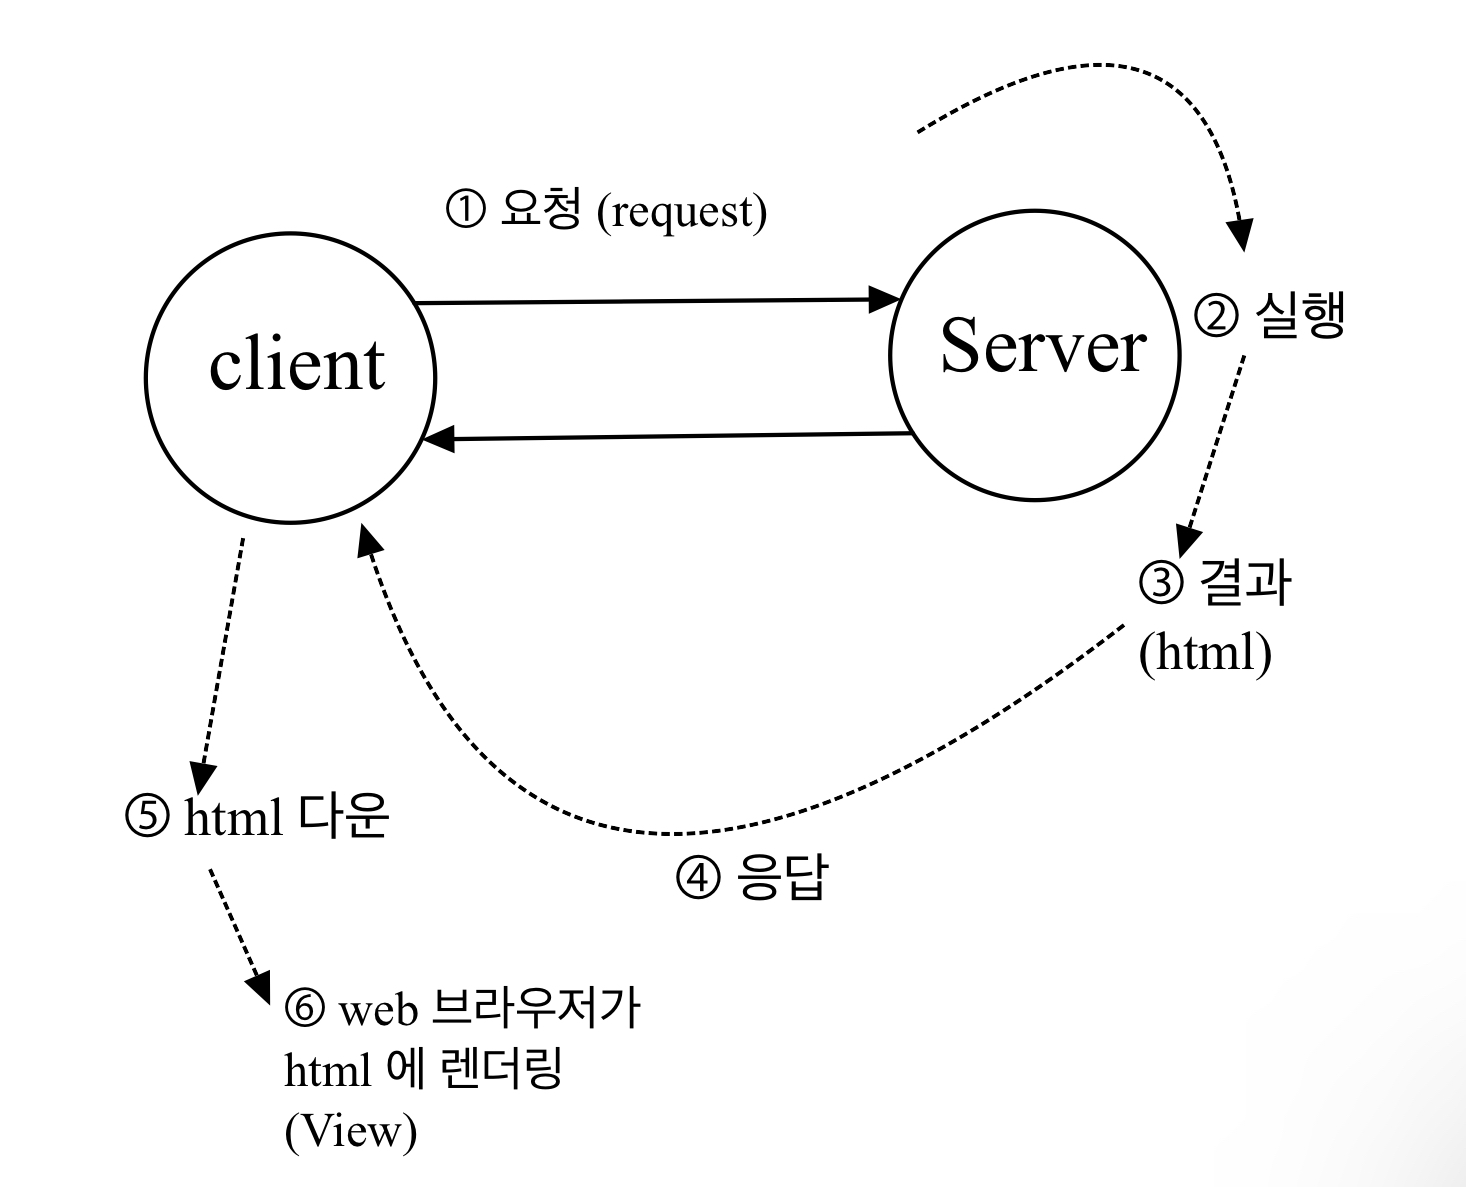 ① 요청 (request)
client
Server
② 실행
③ 결과
(html)
④ 응답
⑤ html 다운
⑥ web 브라우저가
html 에 렌더링
(View)